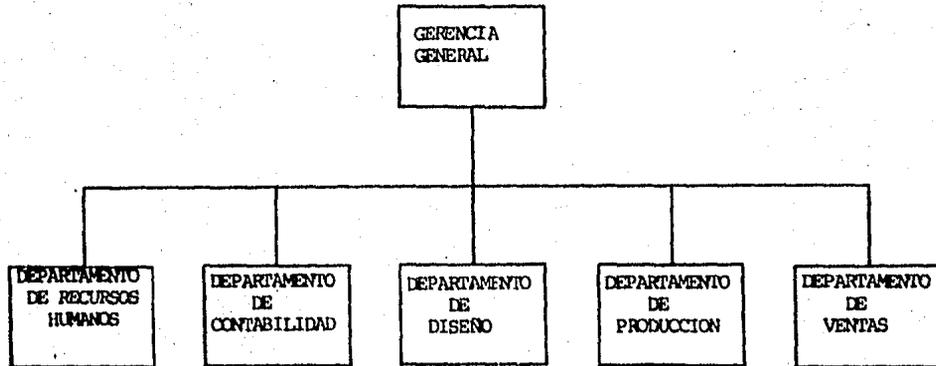 GERENCIA
GENERAL
DEPARTAMENTO
DE RECURSOS
HUMANOS
DEPARTAMENTO
DE
CONTABILIDAD
DEPARTAMENTO
DE
DISEÑO
DEPARTAMENTO
DE
PRODUCCION
DEPARTAMENTO
DE
VENTAS